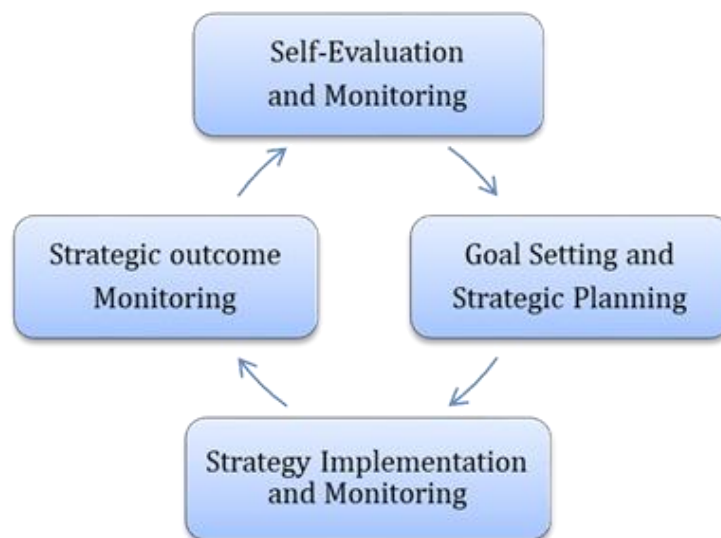 Self-Evaluation
and Monitoring
Strategic outcome
Monitoring
Goal Setting and
Strategic Planning
Strategy Implementation
and Monitoring